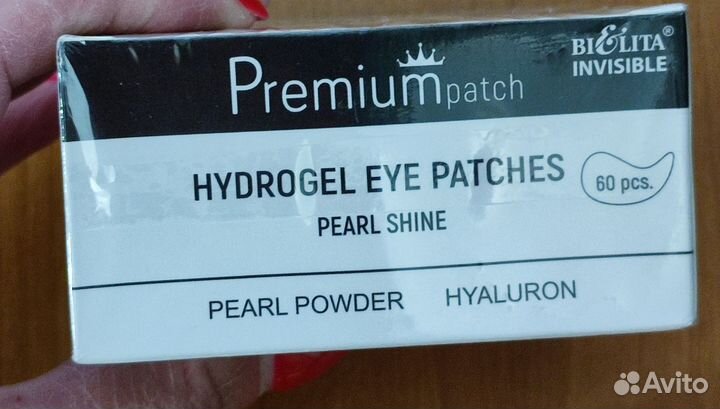 Premium patch
BIELITA®
INVISIBLE
HYDROGEL EYE PATCHES
60 pcs.
PEARL SHINE
PEARL POWDER HYALURON
Avito